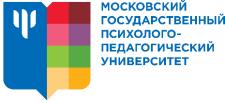 МОСКОВСКИЙ
ГОСУДАРСТВЕННЫЙ
ПСИХОЛОГО-
ПЕДАГОГИЧЕСКИЙ
УНИВЕРСИТЕТ